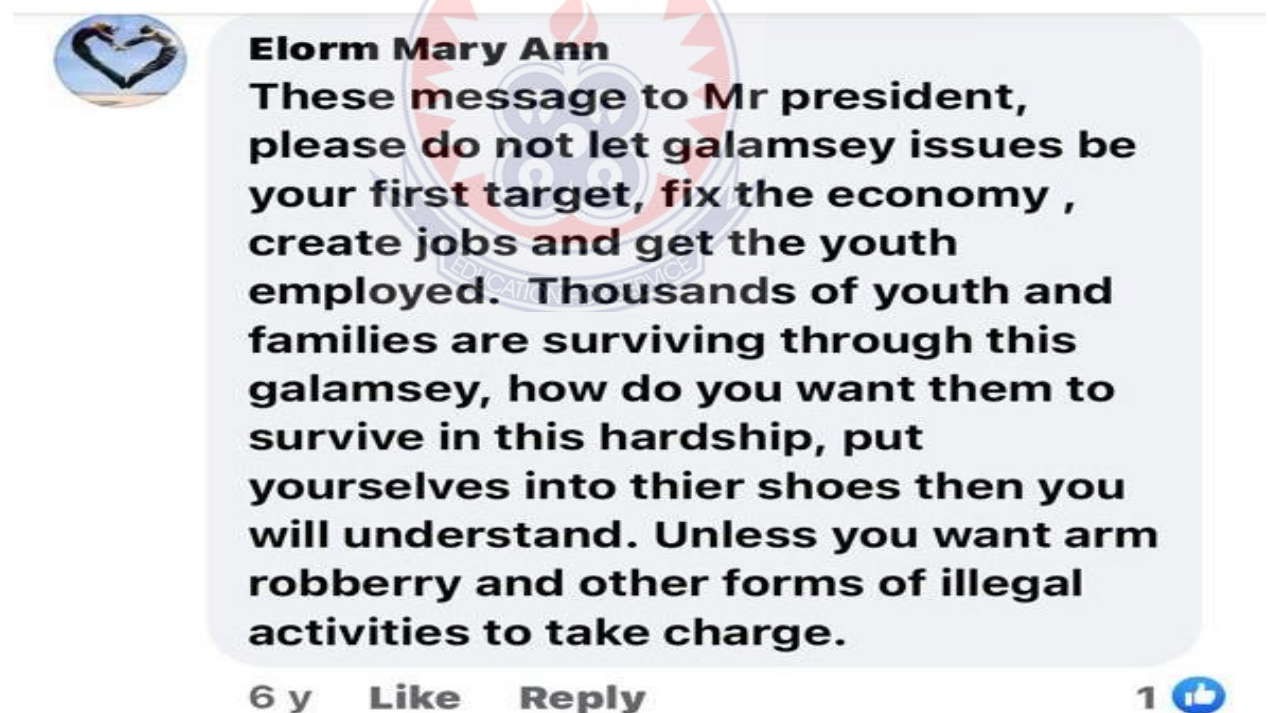 Elorm Mary Ann
These message to Mr president,
please do not let galamsey issues be
your first target, fix the economy ,
create jobs and get the youth
employed. Thousands of youth and
families are surviving through this
galamsey, how do you want them to
survive in this hardship, put
yourselves into thier shoes then you
will understand. Unless you want arm
robberry and other forms of illegal
activities to take charge.
6 y Like Reply 1
EDUCATION FOR SERVICE